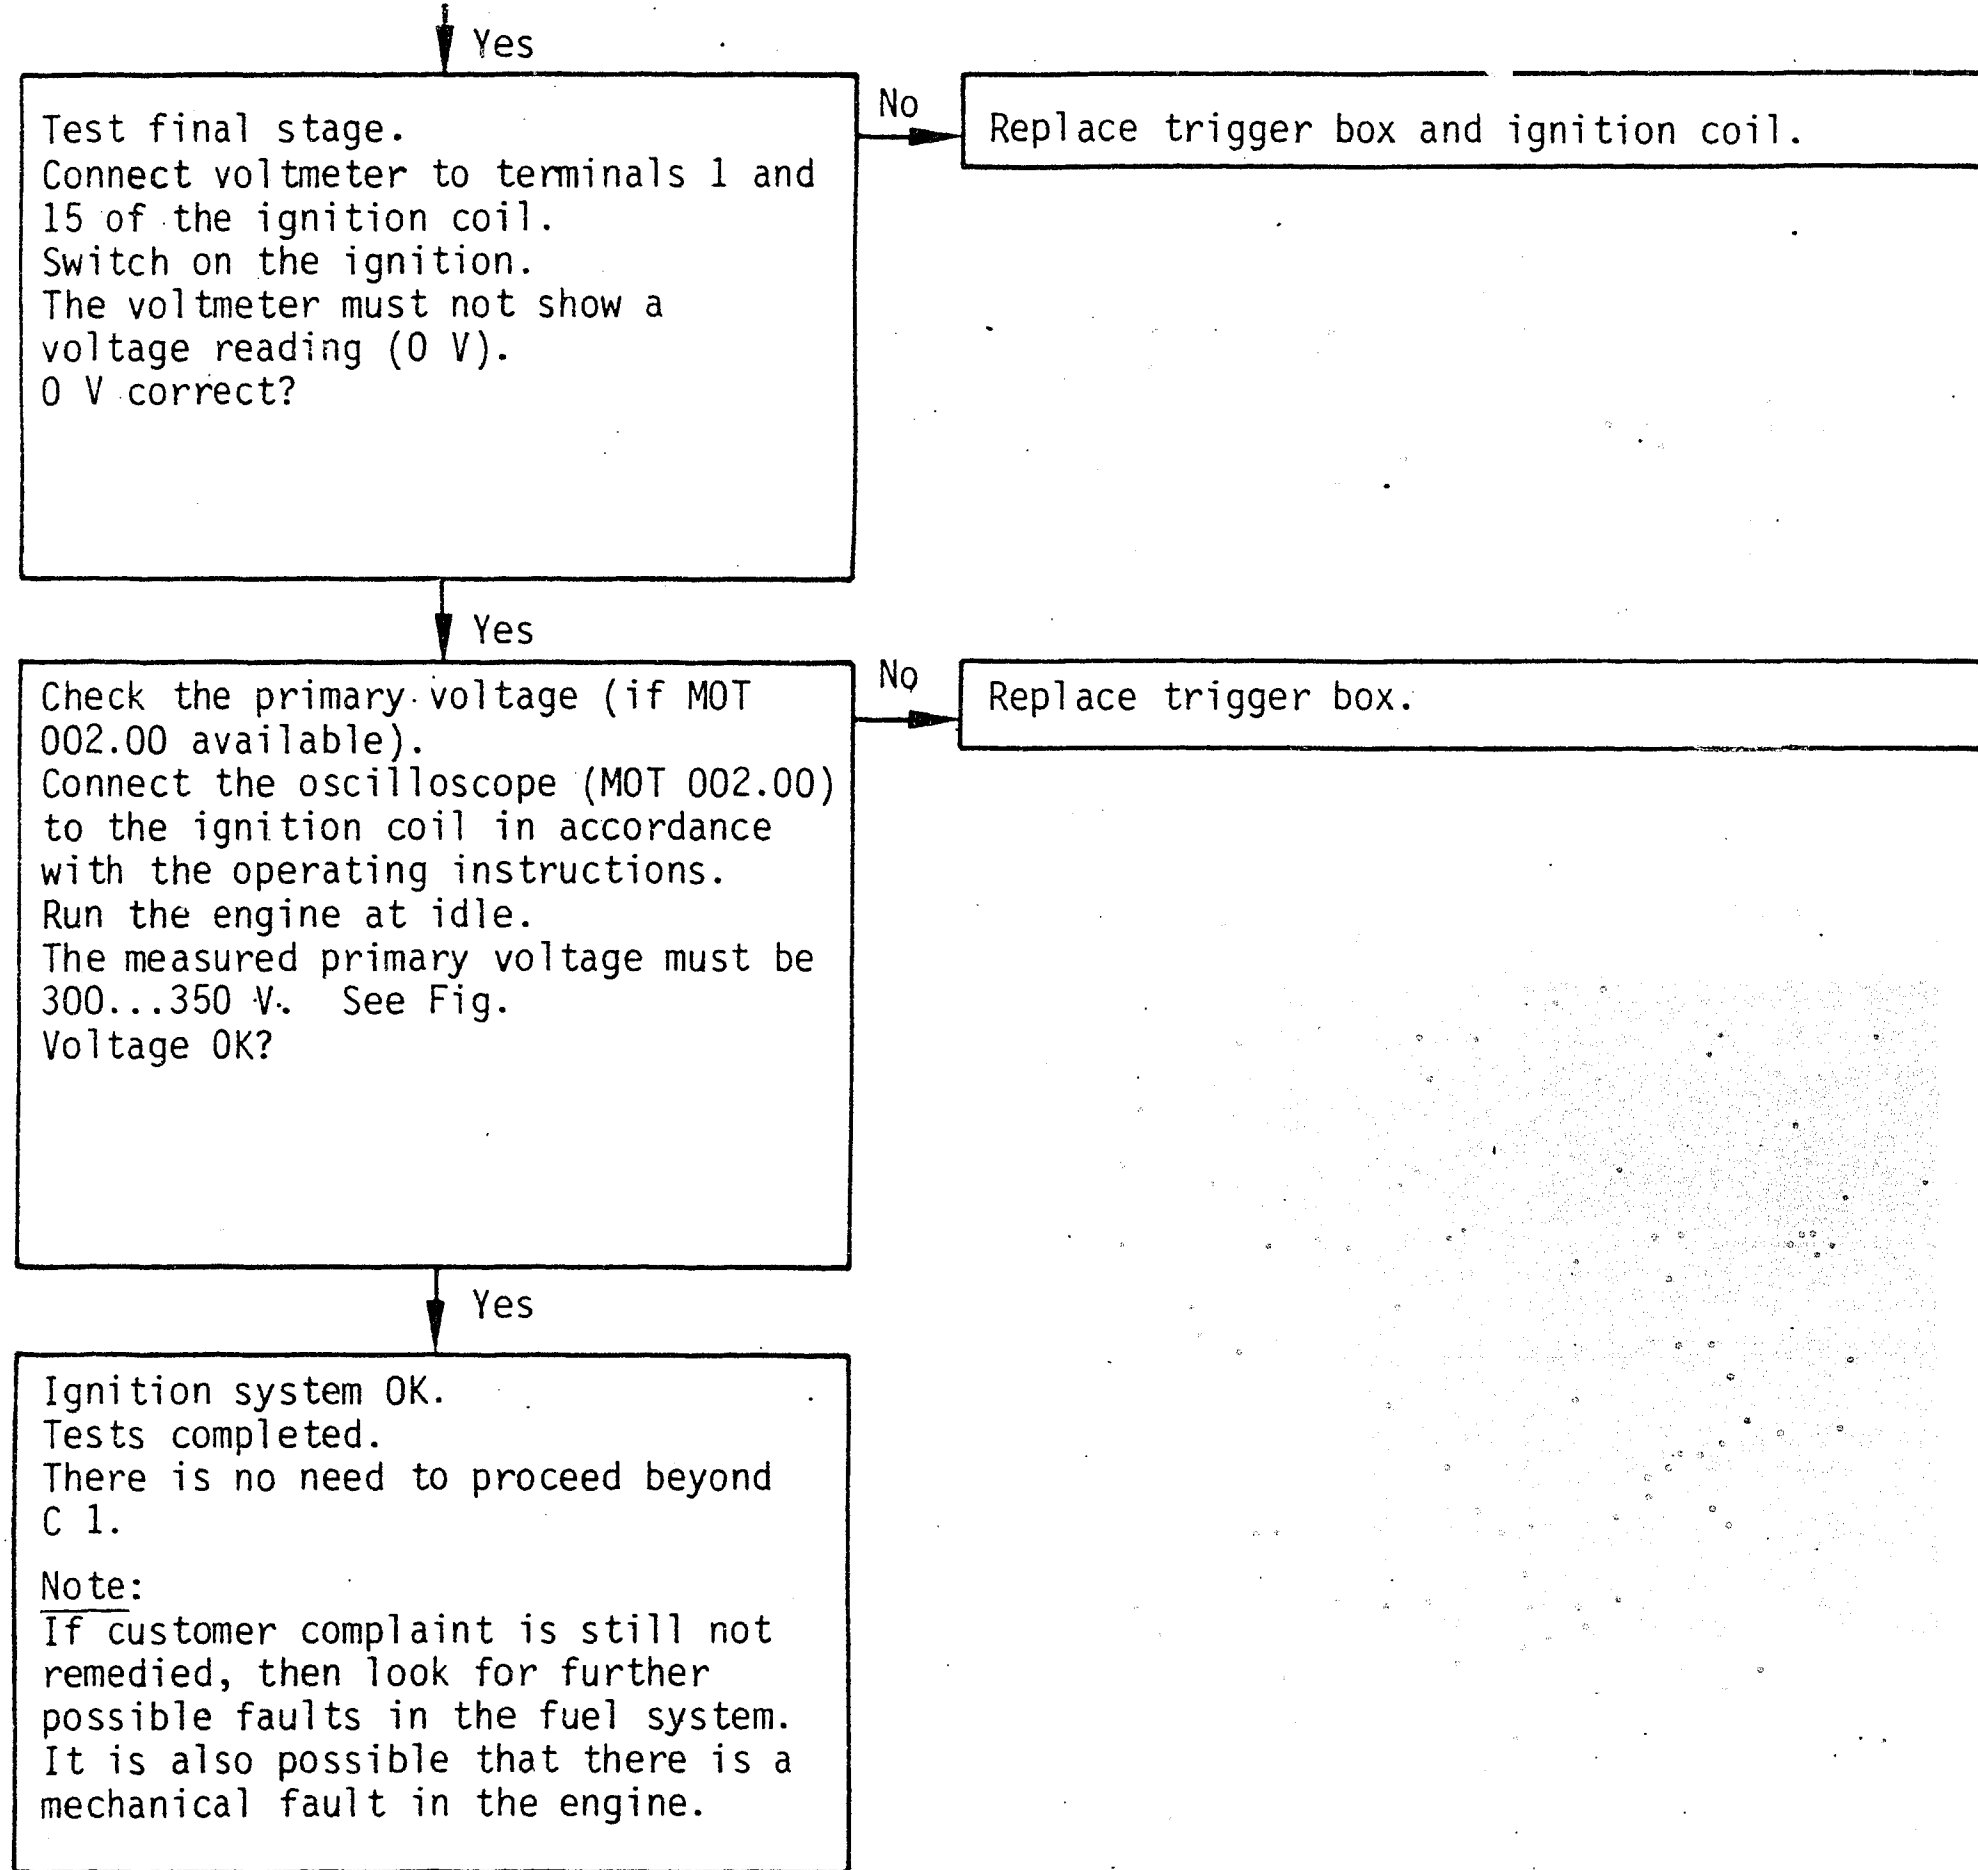 Yes
Test final stage.
Connect voltmeter to terminals 1 and
15 of the ignition coil.
Switch on the ignition.
The voltmeter must not show a
voltage reading (0 V).
0 V correct?
No
Replace trigger box and ignition coil.
Yes
Check the primary voltage (if MOT
002.00 available).
Connect the oscilloscope (MOT 002.00)
to the ignition coil in accordance
with the operating instructions.
Run the engine at idle.
The measured primary voltage must be
300...350 V. See Fig.
Voltage OK?
No
Replace trigger box.
Yes
Ignition system OK.
Tests completed.
There is no need to proceed beyond
C 1.
Note:
If customer complaint is still not
remedied, then look for further
possible faults in the fuel system.
It is also possible that there is a
mechanical fault in the engine.